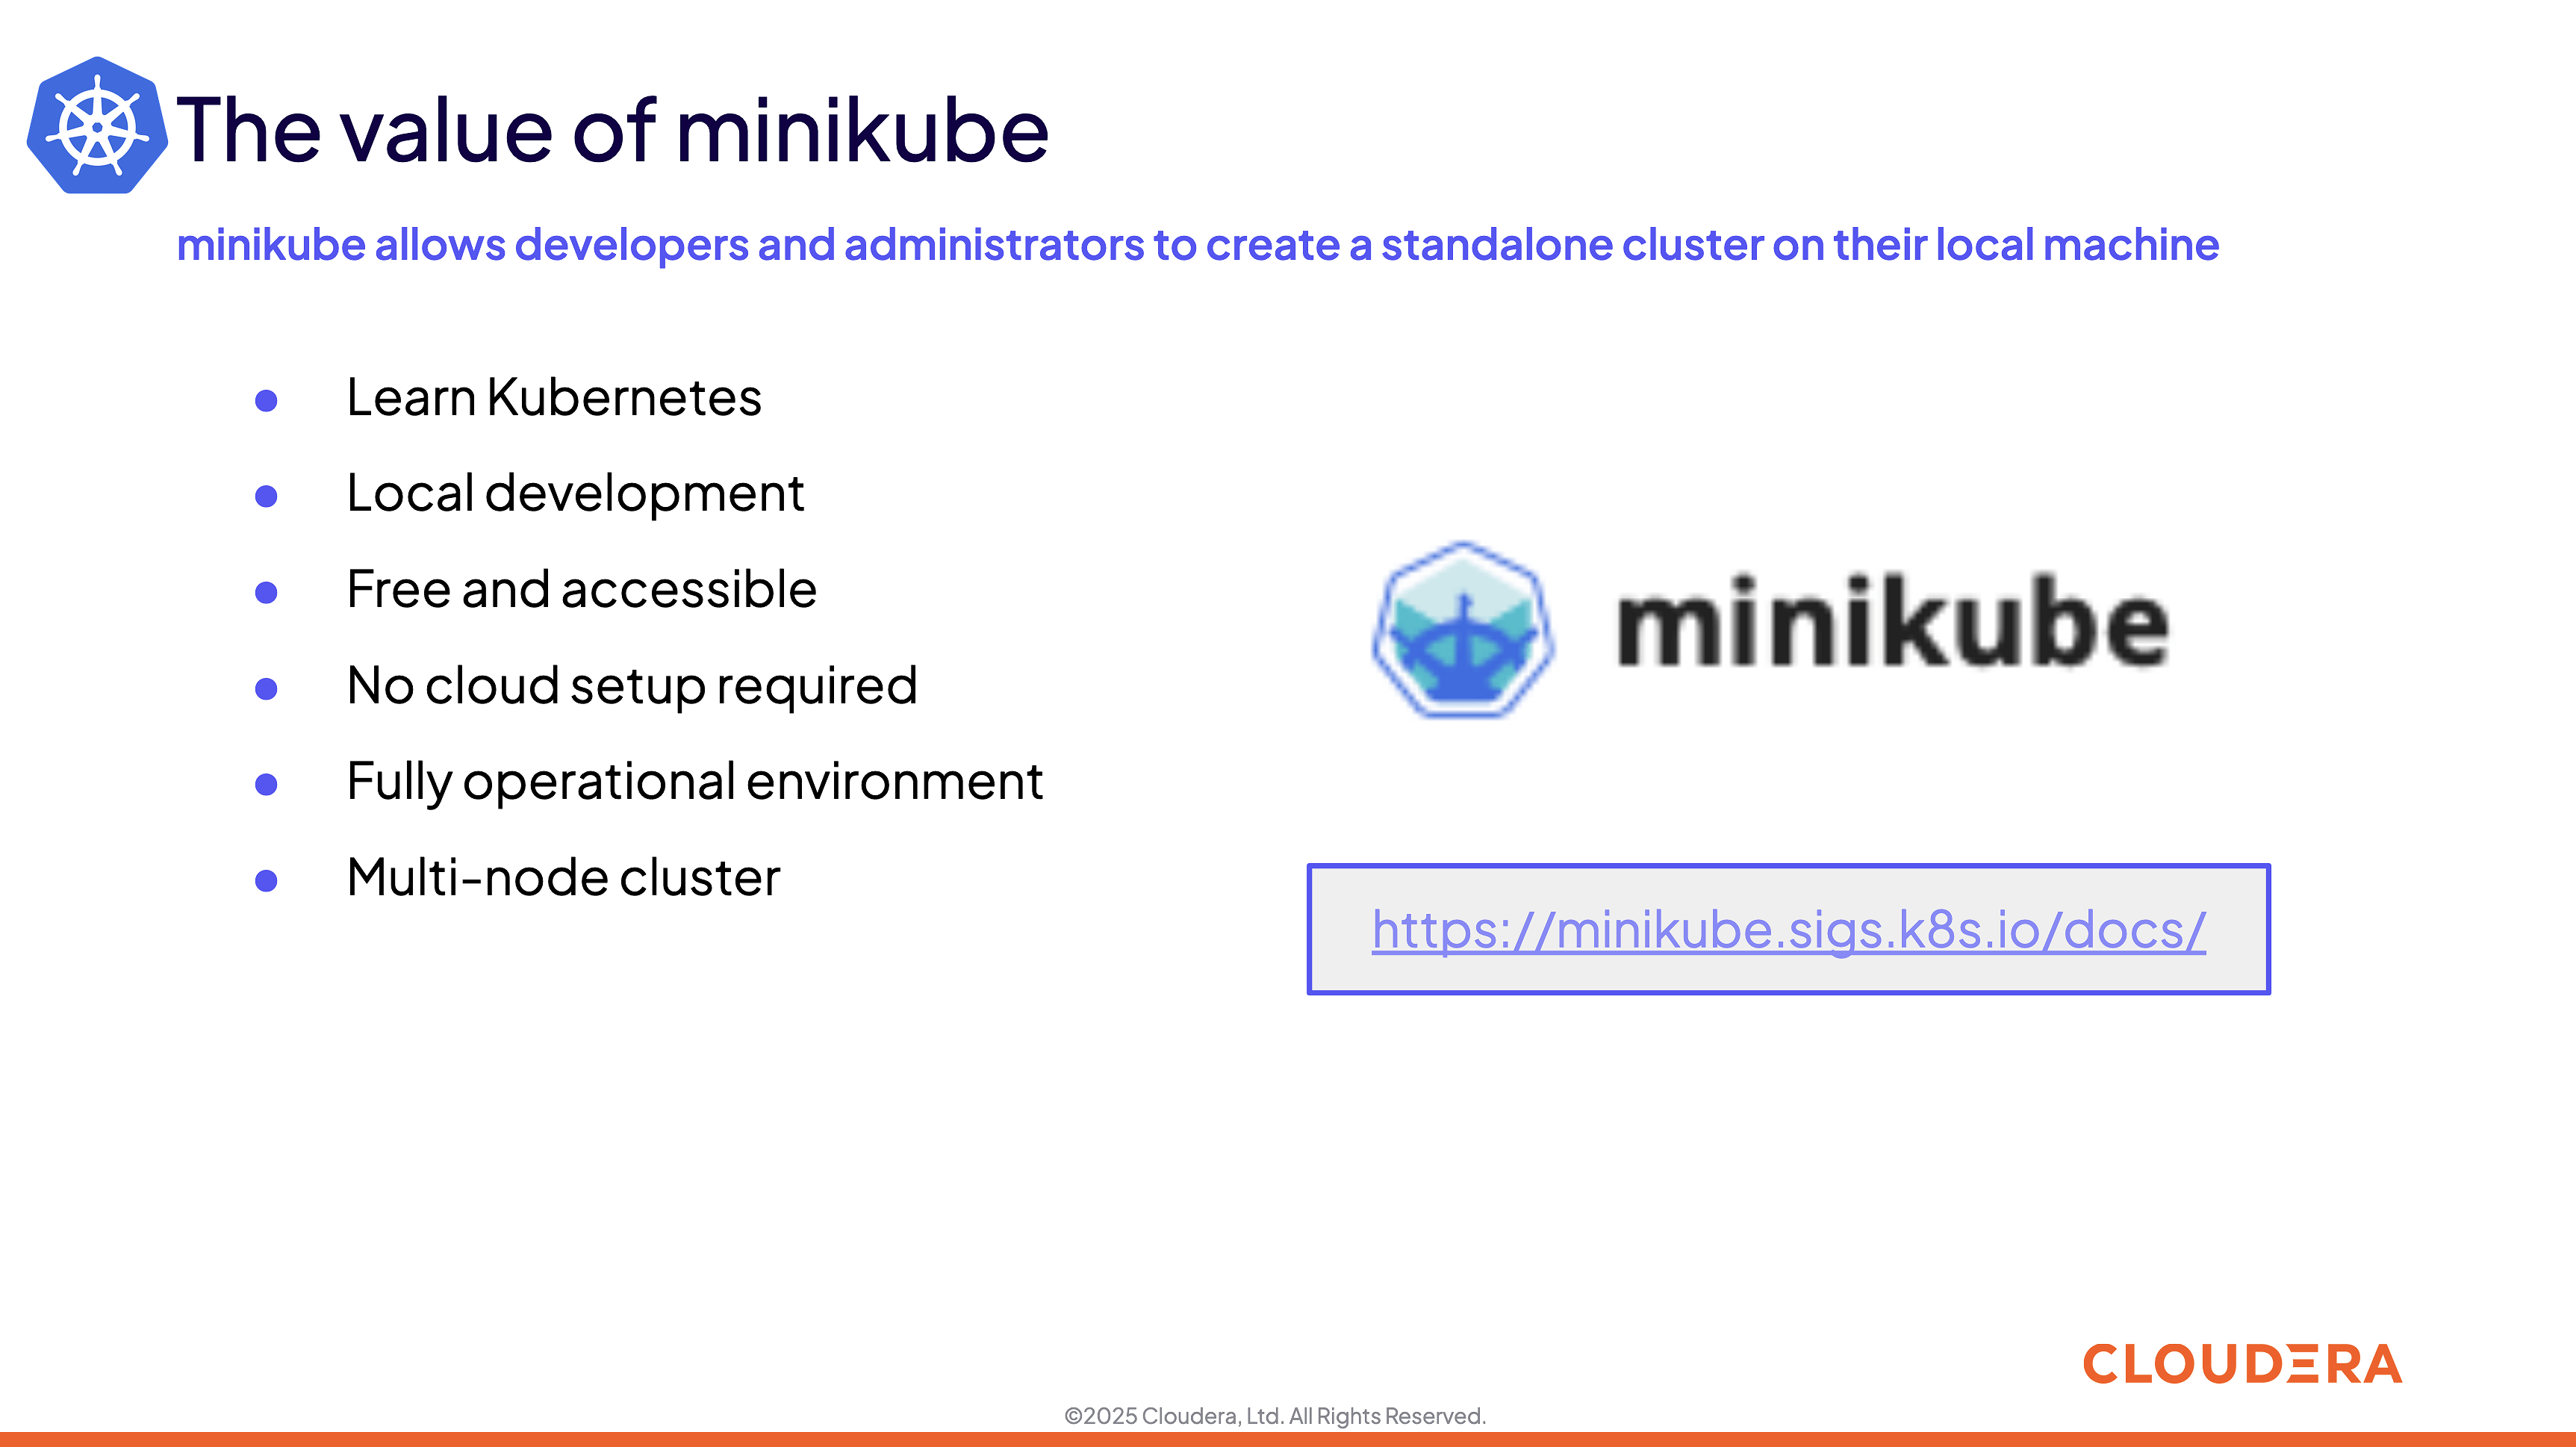 The value of minikube
minikube allows developers and administrators to create a standalone cluster on their local machine
● Learn Kubernetes
● Local development
● Free and accessible
● No cloud setup required
● Fully operational environment
● Multi-node cluster
minikube
https://minikube.sigs.k8s.io/docs/
CLOUDERA
©2025 Cloudera, Ltd. All Rights Reserved.